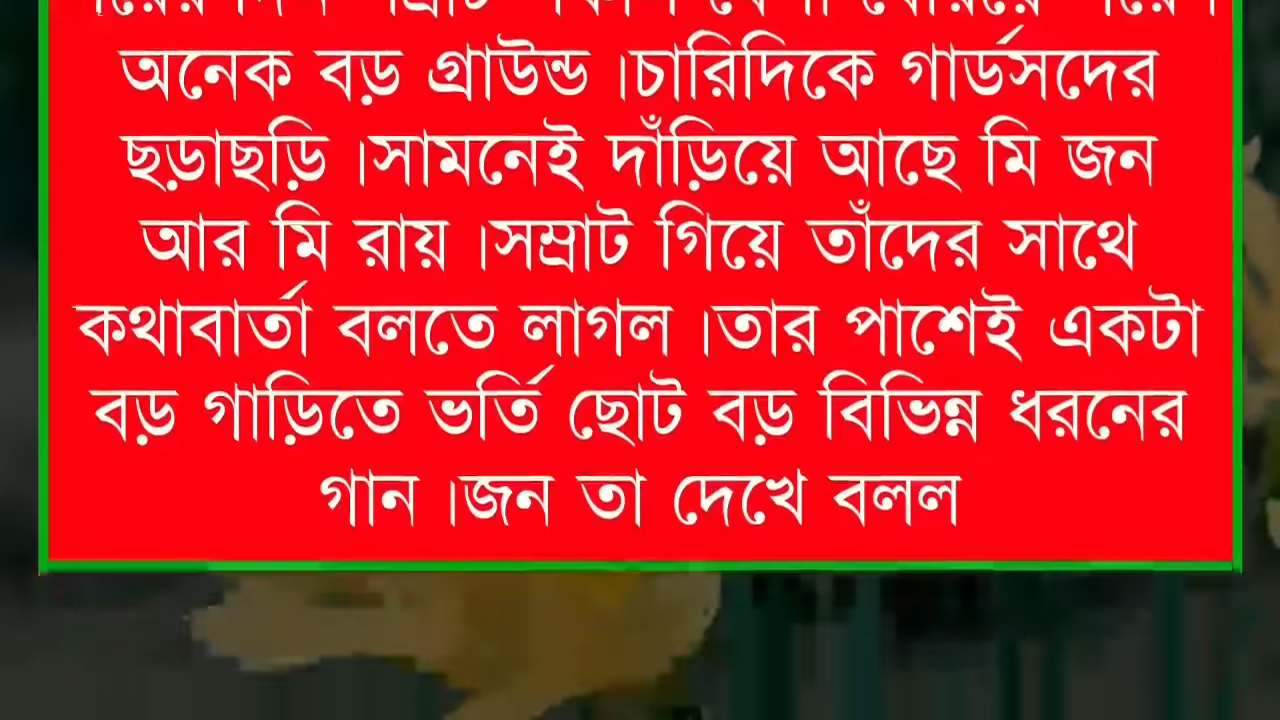 অনেক বড় গ্রাউন্ড ।চারিদিকে গার্ডসদের
ছড়াছড়ি ।সামনেই দাঁড়িয়ে আছে মি জন
আর মি রায় ।সম্রাট গিয়ে তাঁদের সাথে
কথাবার্তা বলতে লাগল ।তার পাশেই একটা
বড় গাড়িতে ভর্তি ছোট বড় বিভিন্ন ধরনের
গান ।জন তা দেখে বলল